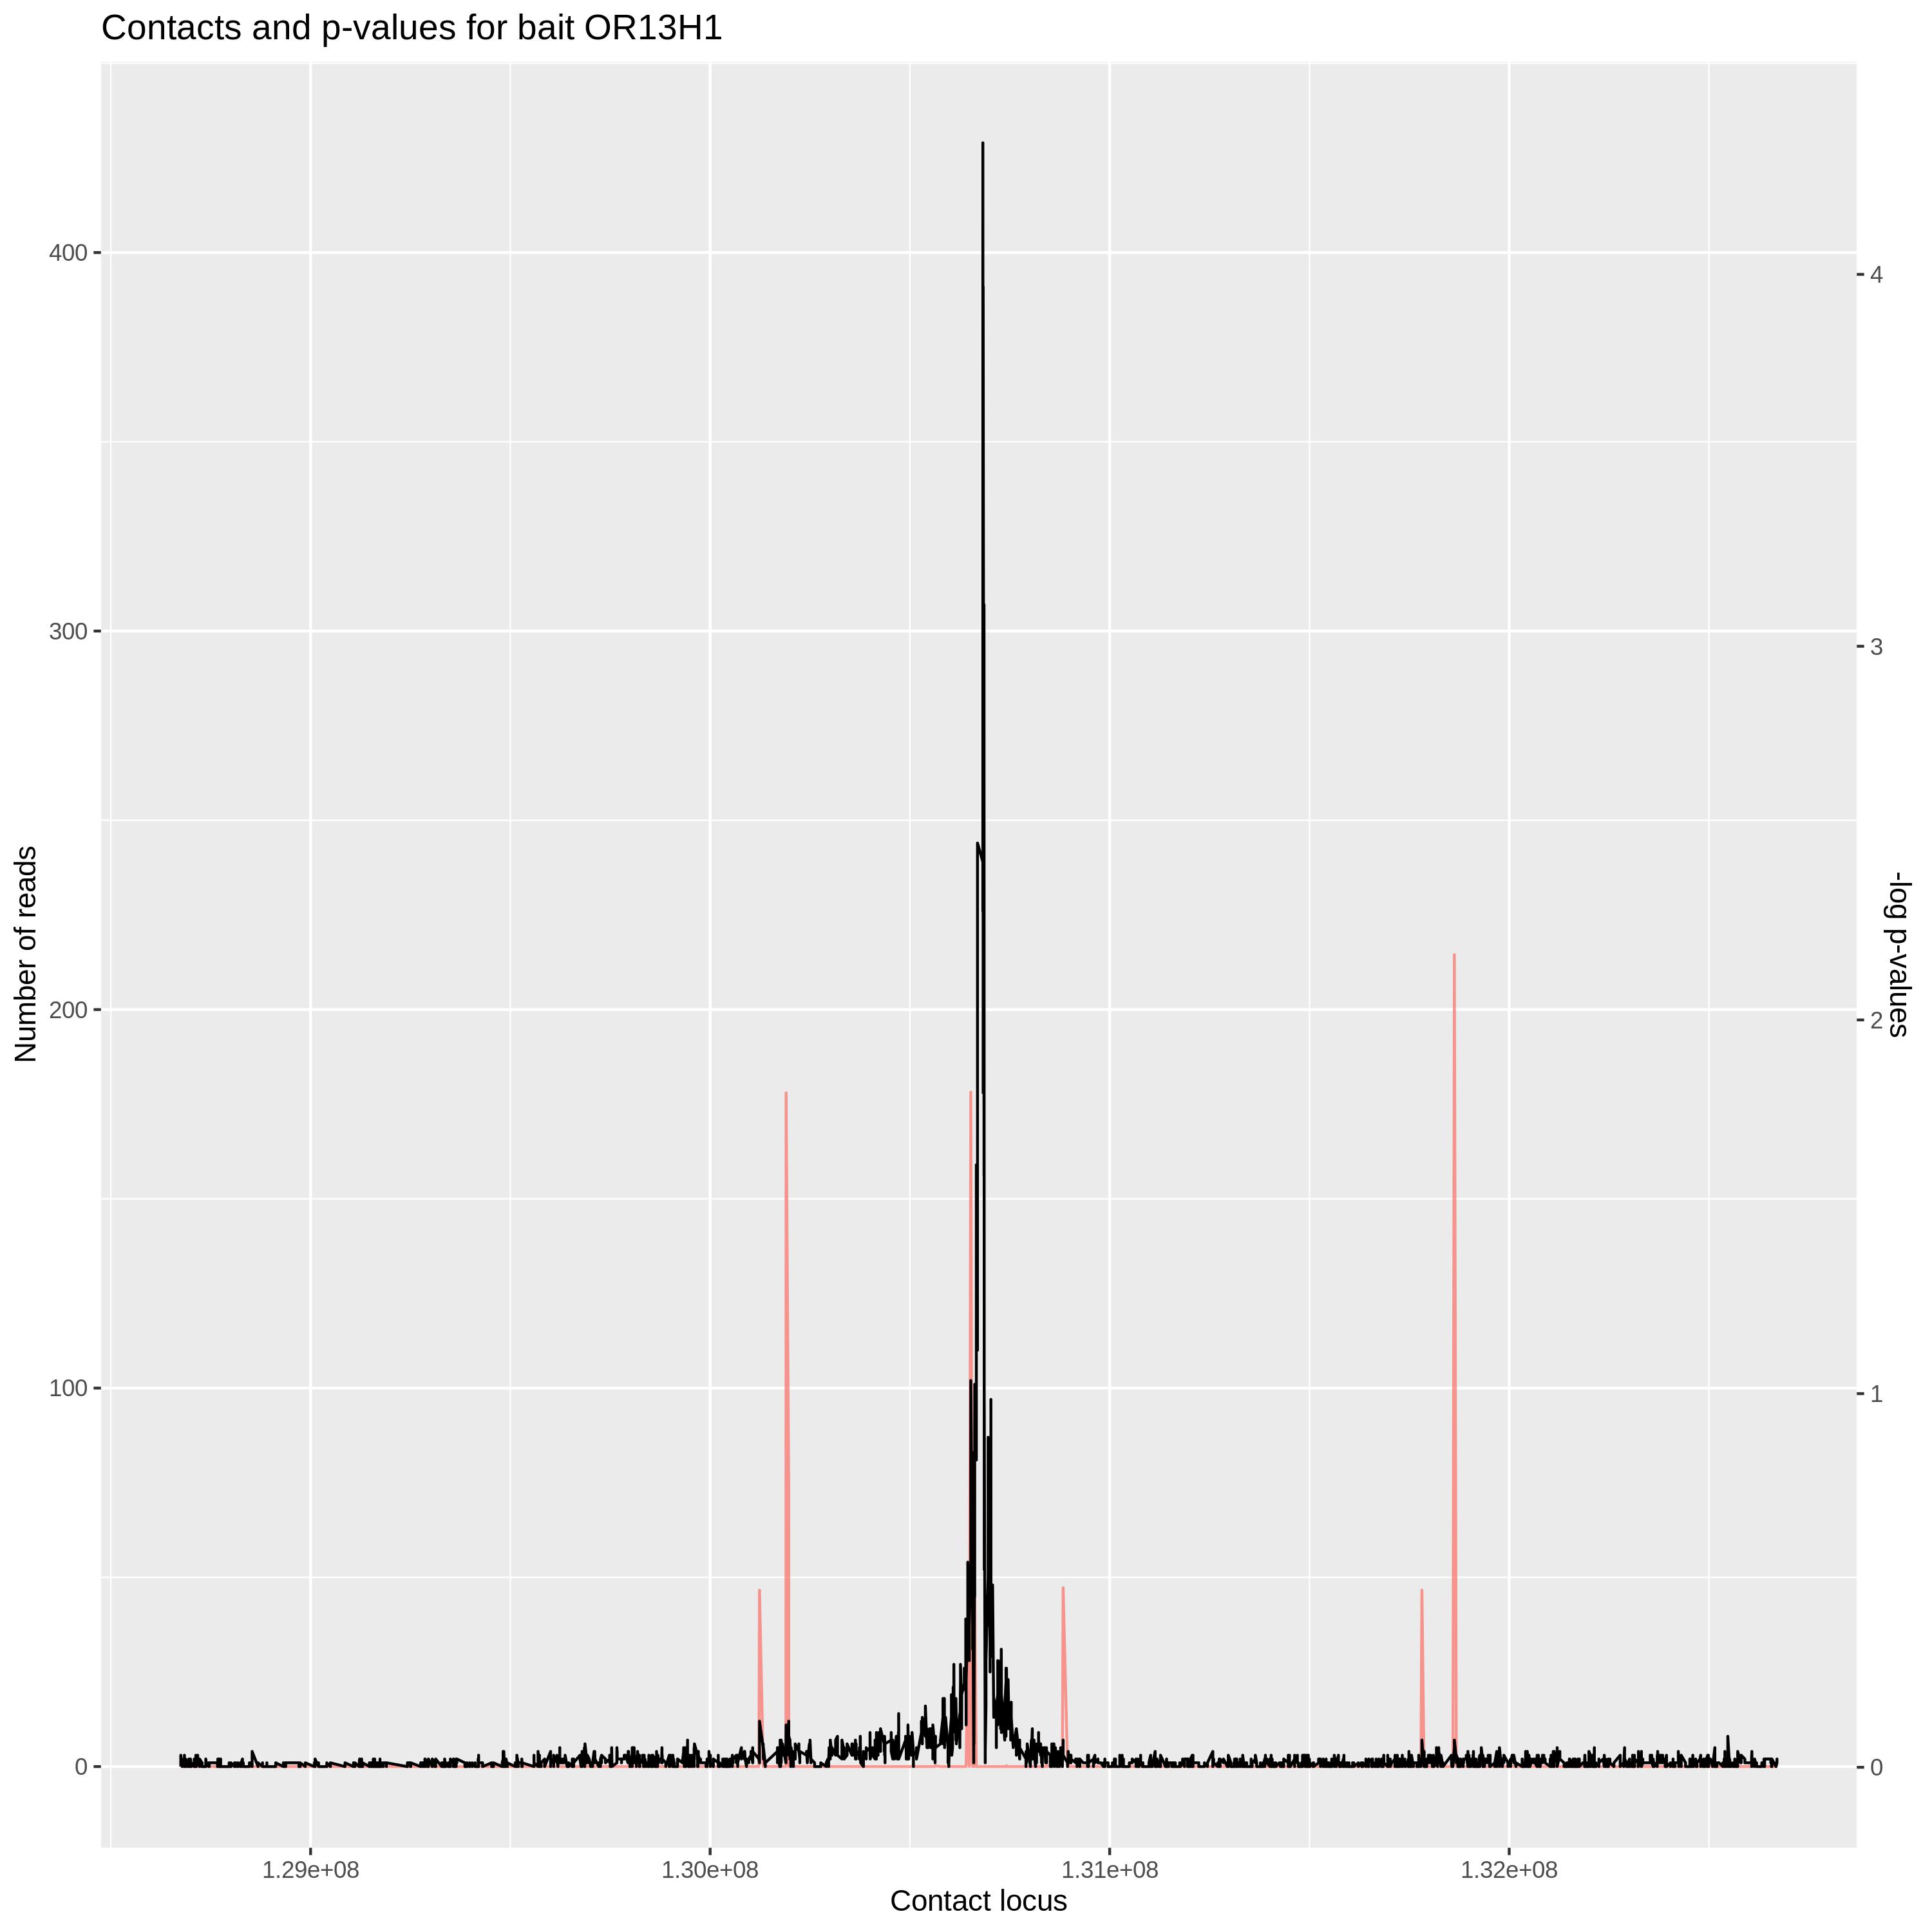 Contacts and p-values for bait OR13H1
400
300
200
100
0
Number of reads
4
3
2
1
0
-log p-values
1.29e+08
1.30e+08
1.31e+08
1.32e+08
Contact locus